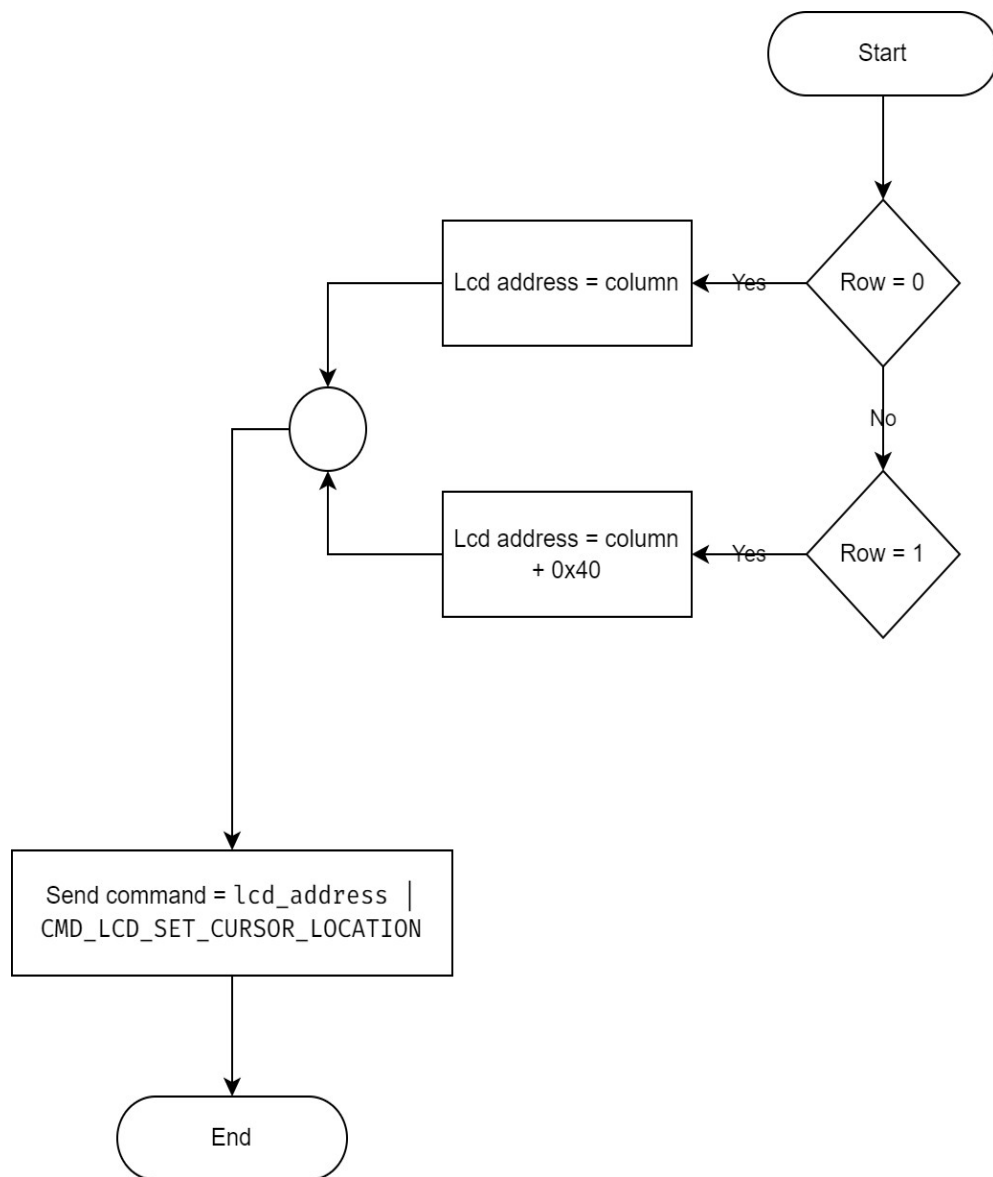 Start
Row = 0
Yes
Lcd address = column
No
Row = 1
Yes
Lcd address = column
+ 0x40
Send command = lcd_address |
CMD_LCD_SET_CURSOR_LOCATION
End